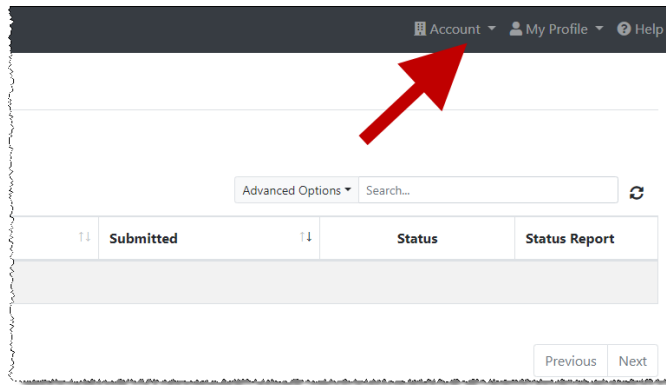 Account My Profile Help
Advanced Options Search...
Submitted Status Status Report
Previous Next